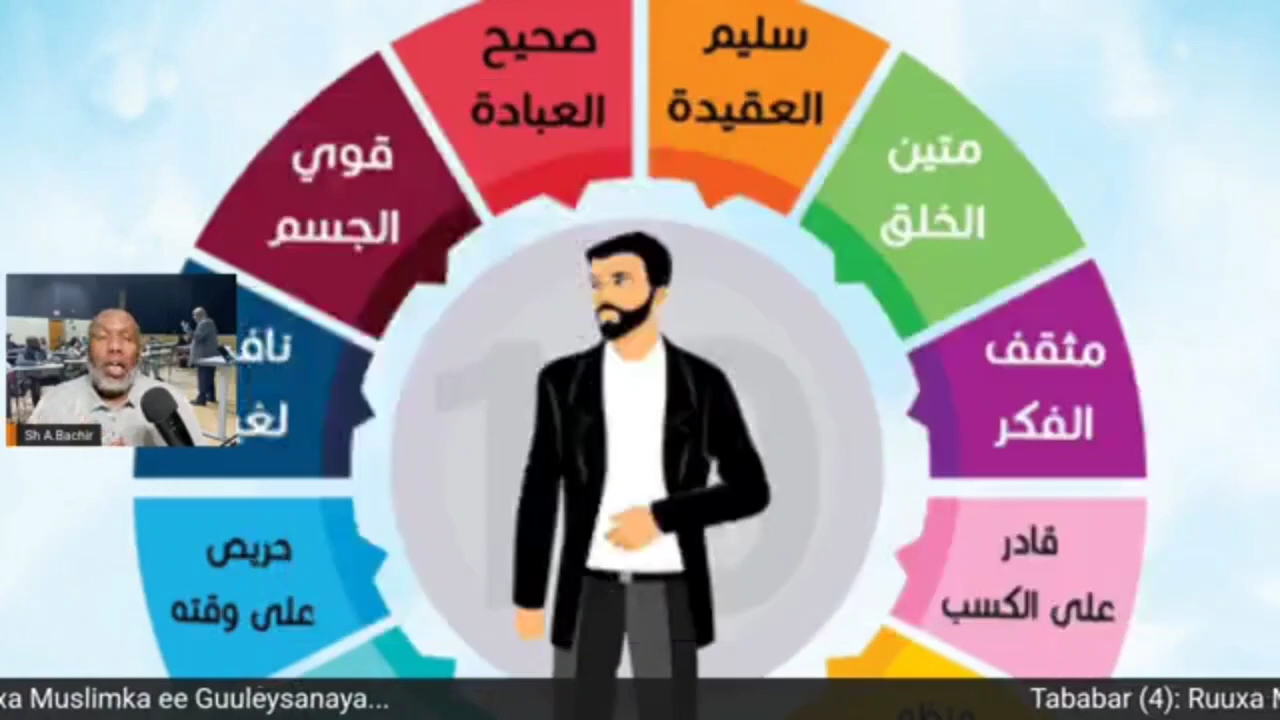 سليم
العقيدة
صحيح
العبادة
متين
الخلق
قوي
الجسم
مثقف
الفكر
قادر
على الكسب
حريص
على وقته
Sh A.Bachir
Muslimka ee Guuleysanaya...
Tababar (4): Ruuxa